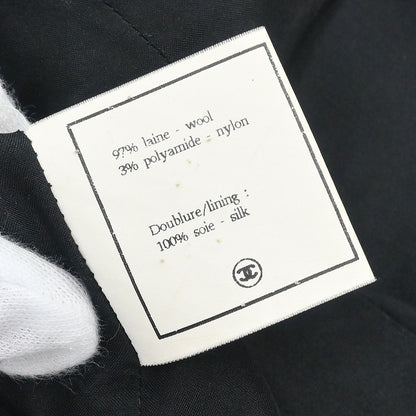 97% laine - wool
3% polyamide - nylon
Doublure/lining :
100% soie - silk